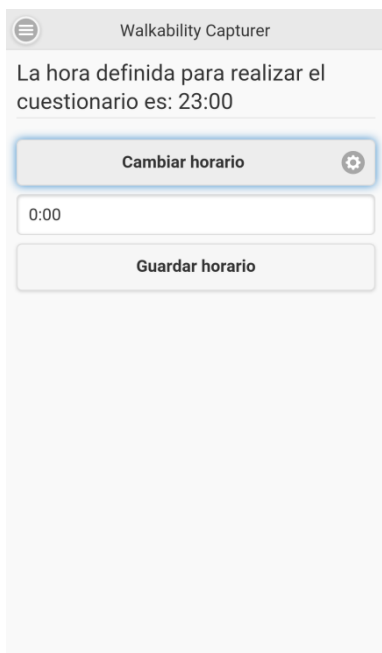 Walkability Capturer
La hora definida para realizar el
cuestionario es: 23:00
Cambiar horario
0:00
Guardar horario